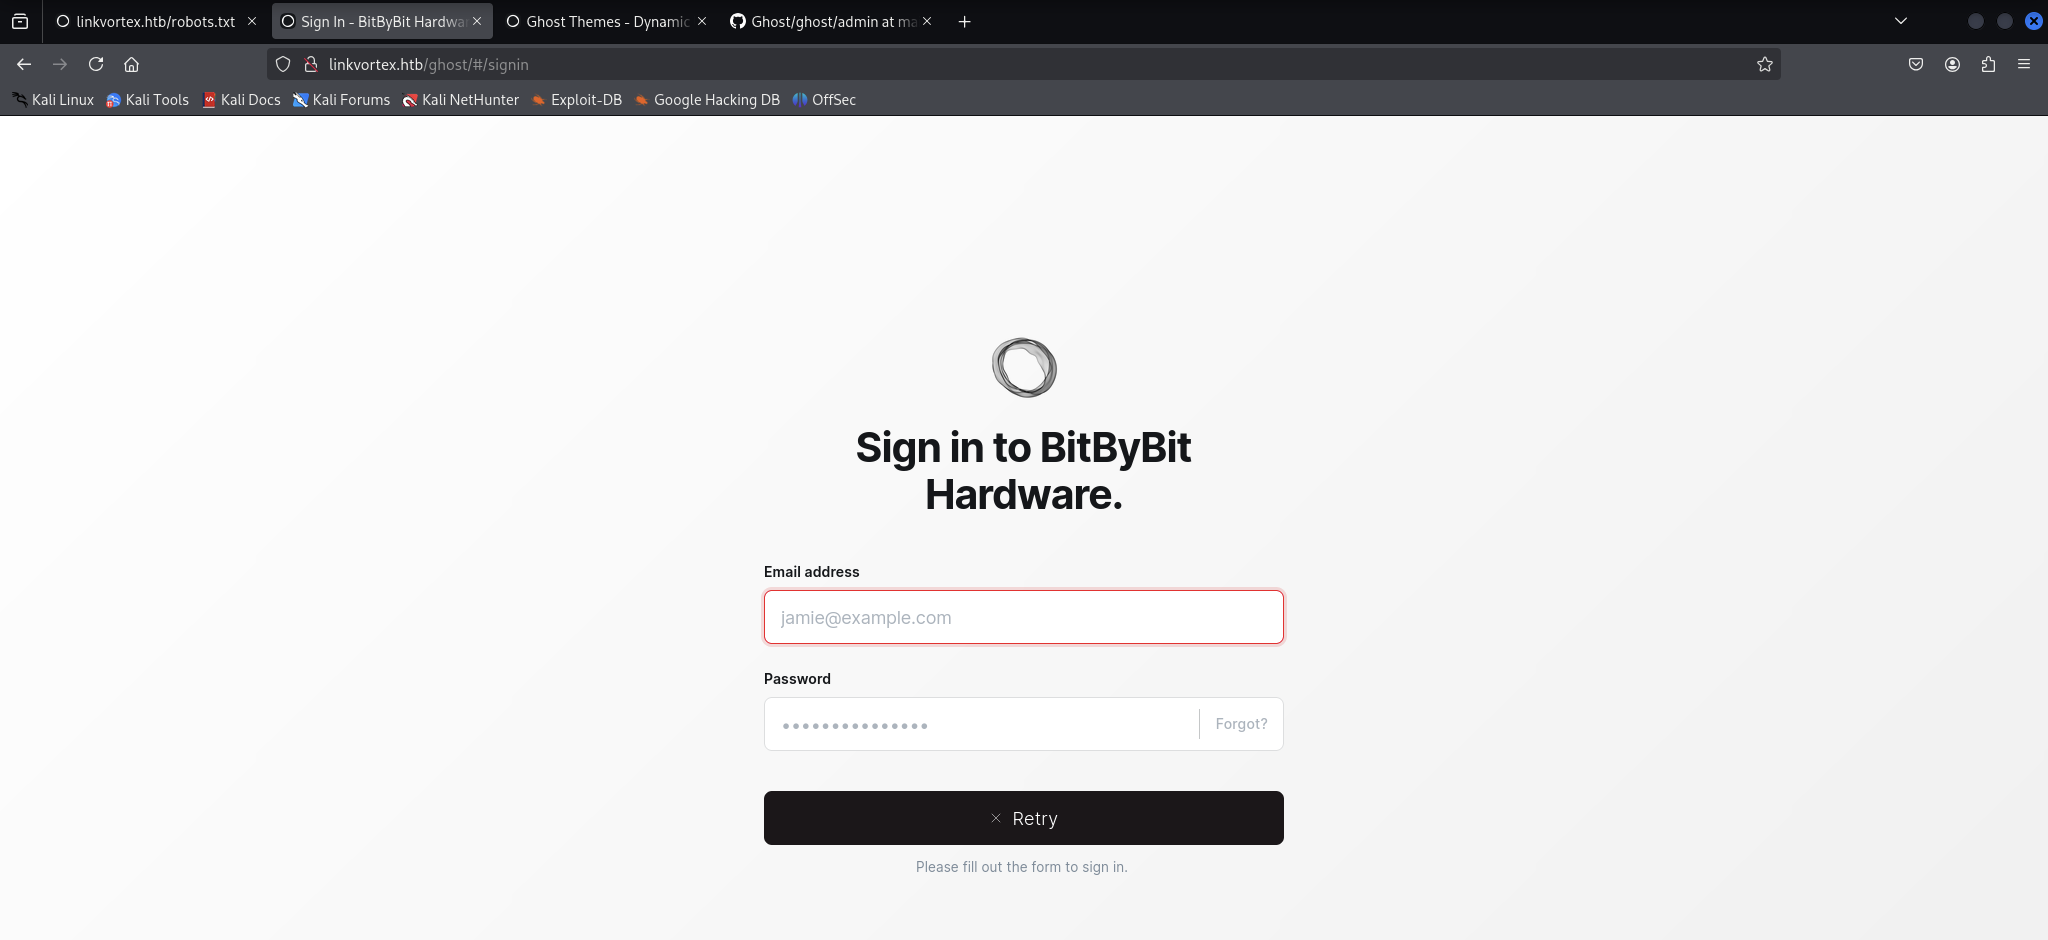 linkvortex.htb/robots.txt
Sign In - BitByBit Hardwa
Ghost Themes - Dynamic
Ghost/ghost/admin at ma
linkvortex.htb/ghost/#/signin
Kali Linux
Kali Tools
Kali Docs
Kali Forums
Kali NetHunter
Exploit-DB
Google Hacking DB
OffSec
Sign in to BitByBit
Hardware.
Email address
jamie@example.com
Password
•••••••••••••••
Forgot?
Retry
Please fill out the form to sign in.